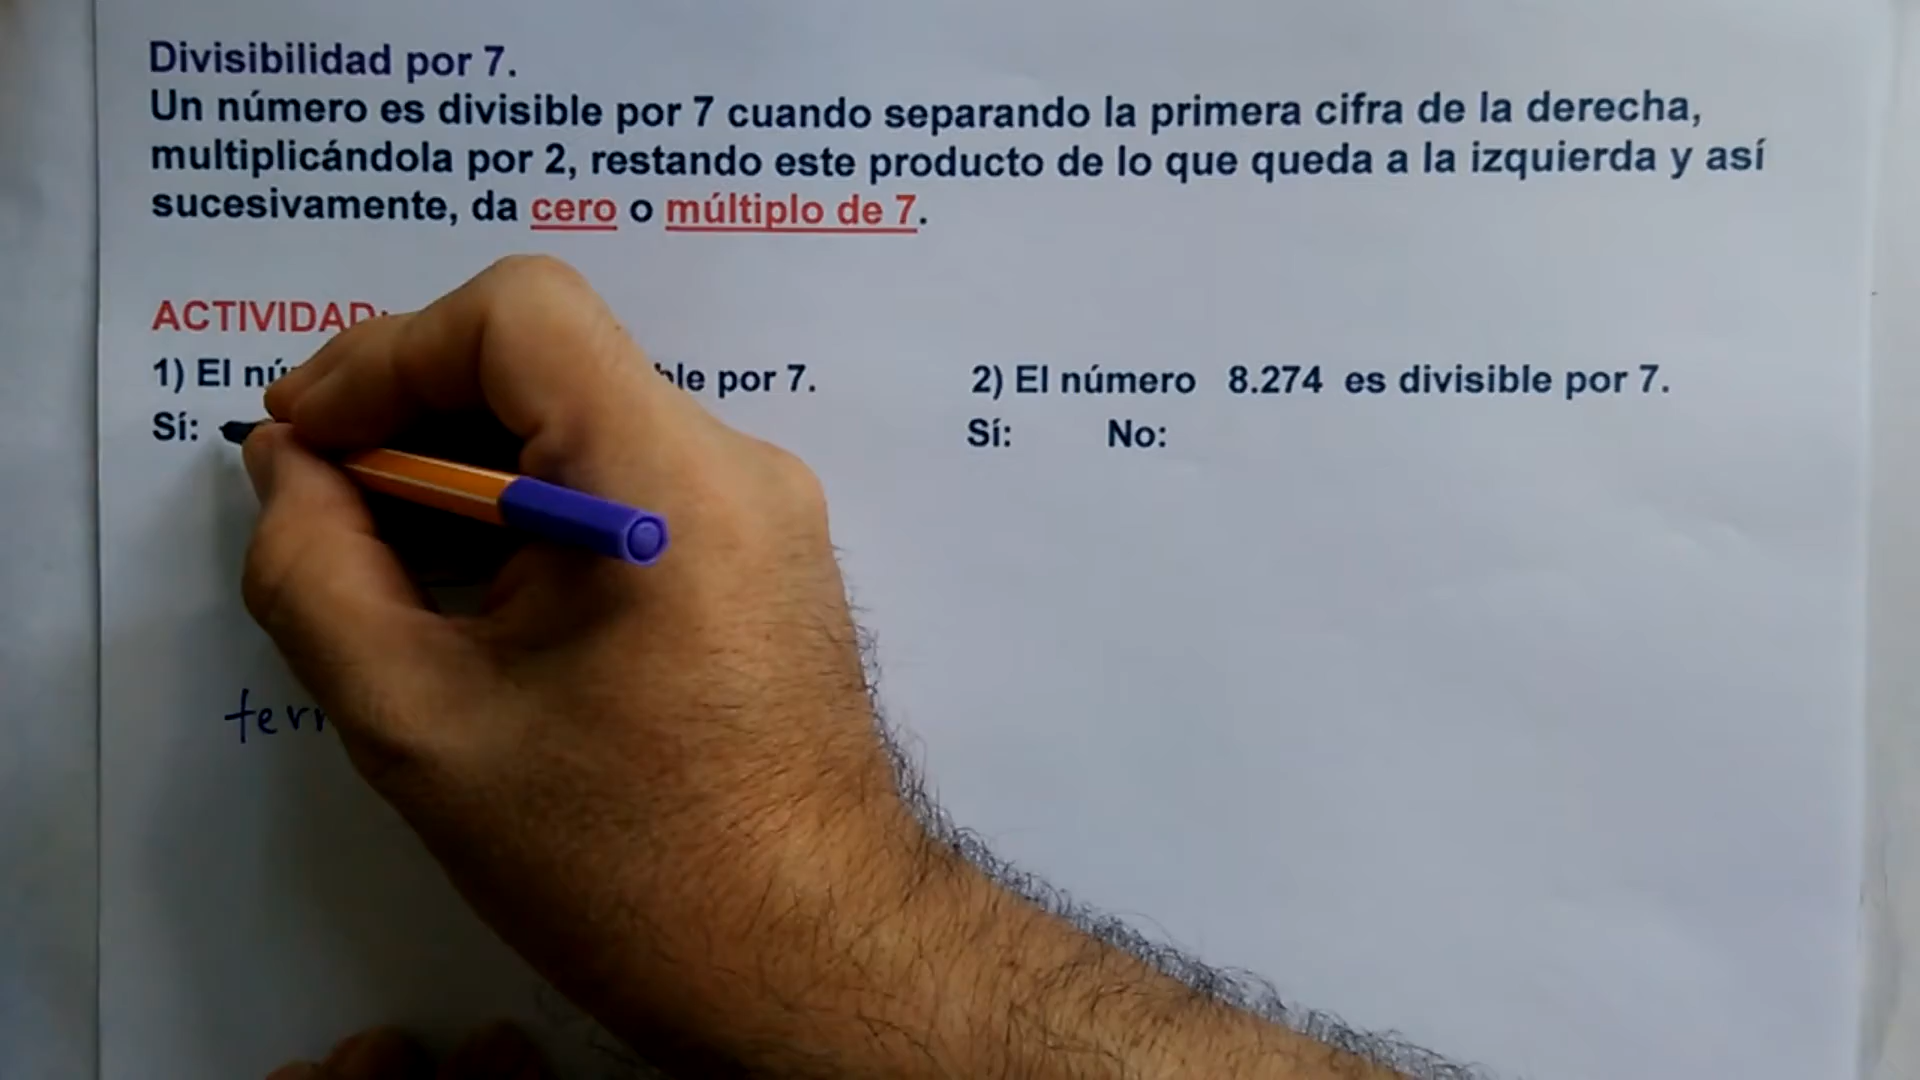 Divisibilidad por 7.
Un número es divisible por 7 cuando separando la primera cifra de la derecha,
multiplicándola por 2, restando este producto de lo que queda a la izquierda y así
sucesivamente, da cero o múltiplo de 7.
ACTIVIDAD:
1) El por 7.
Sí:
2) El número 8.274 es divisible por 7.
Sí: No: